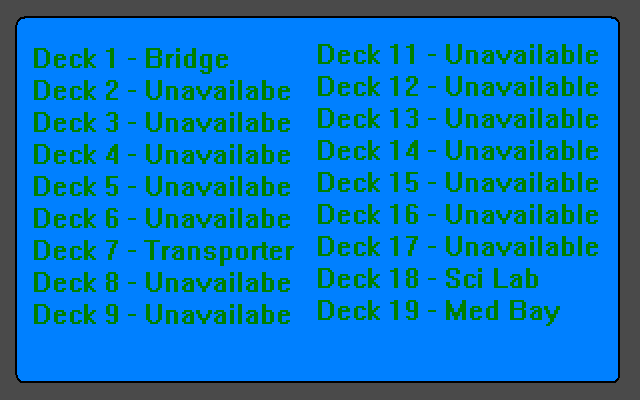 Deck 1 - Bridge
Deck 2 - Unavailabe
Deck 3 - Unavailabe
Deck 4 - Unavailabe
Deck 5 - Unavailabe
Deck 6 - Unavailabe
Deck 7 - Transporter
Deck 8 - Unavailabe
Deck 9 - Unavailabe
Deck 11 - Unavailable
Deck 12 - Unavailable
Deck 13 - Unavailable
Deck 14 - Unavailable
Deck 15 - Unavailable
Deck 16 - Unavailable
Deck 17 - Unavailable
Deck 18 - Sci Lab
Deck 19 - Med Bay